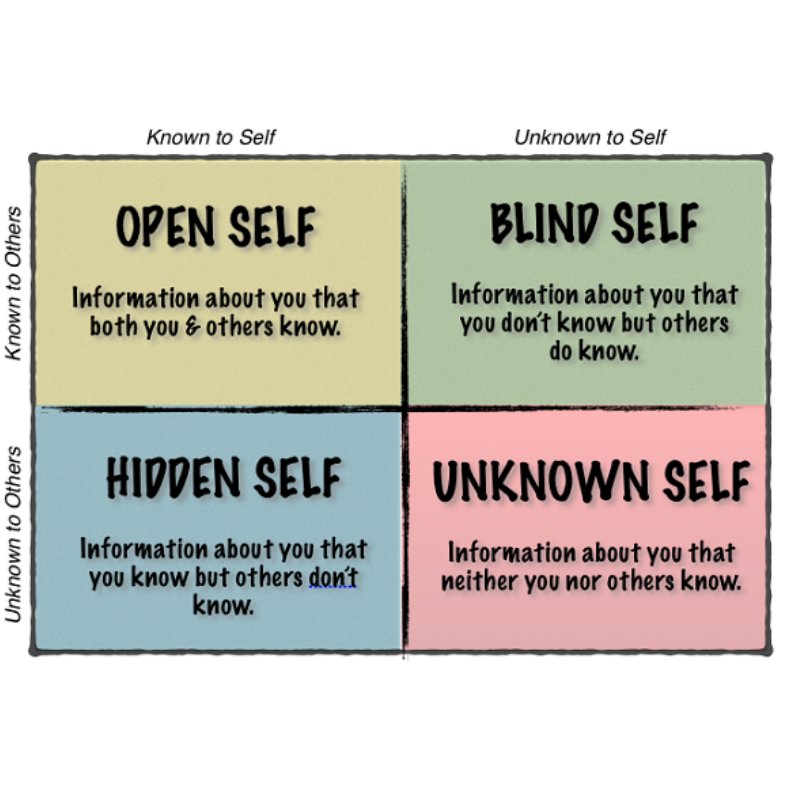 Known to Self
Unknown to Self
Known to Others
OPEN SELF
Information about you that
both you & others know.
BLIND SELF
Information about you that
you don't know but others
do know.
Unknown to Others
HIDDEN SELF
Information about you that
you know but others don't
know.
UNKNOWN SELF
Information about you that
neither you nor others know.